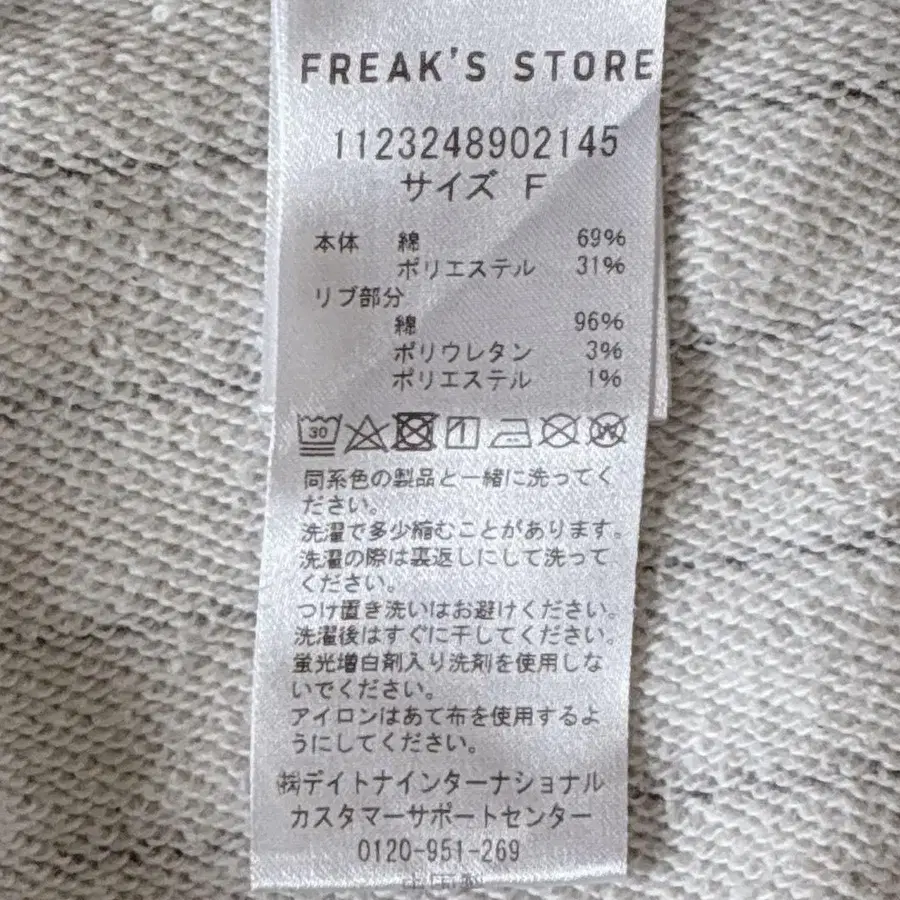 FREAK'S STORE
1123248902145
サイズ F
本体 綿 69%
ポリエステル 31%
リブ部分
綿 96%
ポリウレタン 3%
ポリエステル 1%
30
同系色の製品と一緒に洗ってく
ださい。
洗濯で多少縮むことがあります。
洗濯の際は裏返しにして洗って
ください。
つけ置き洗いはお避けください。
洗濯後はすぐに干してください。
蛍光増白剤入り洗剤を使用しな
いでください。
アイロンはあて布を使用するよ
うにしてください。
㈱デイトナインターナショナル
カスタマーサポートセンター
0120-951-269